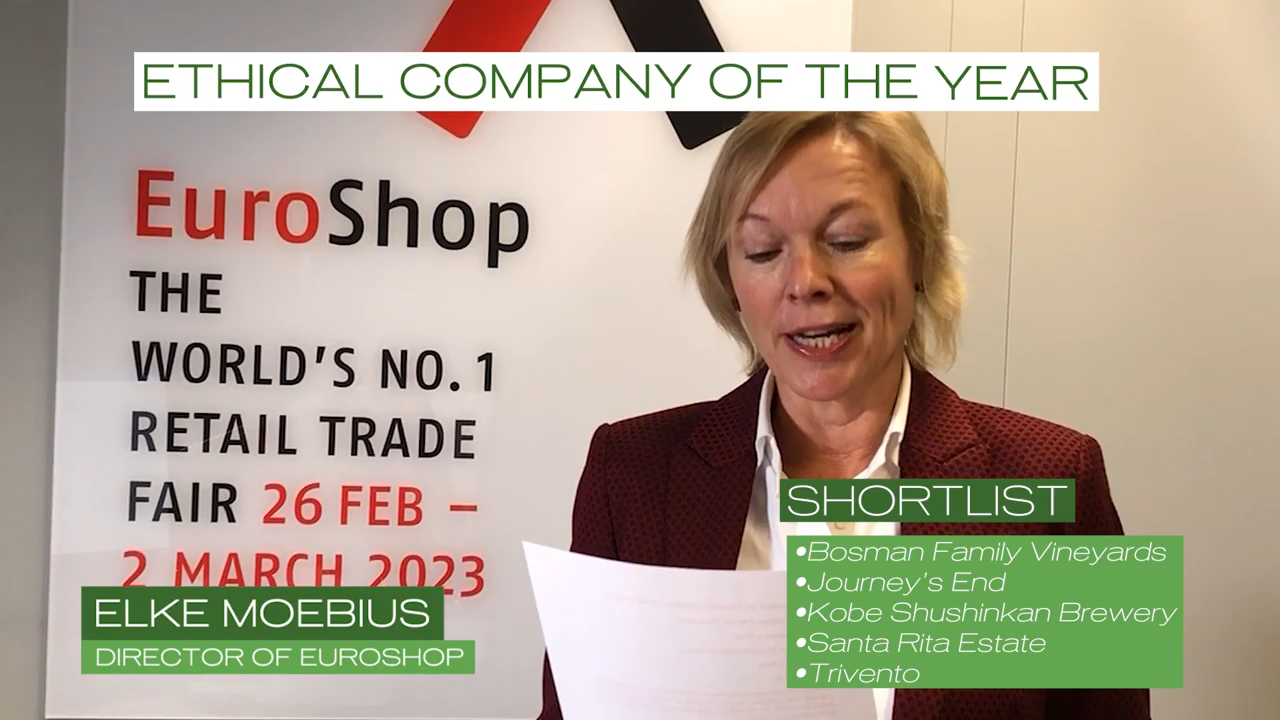 ETHICAL COMPANY OF THE YEAR
EuroShop
THE
WORLD'S NO. 1
RETAIL TRADE
FAIR 26 FEB –
2 MARCH 2023
ELKE MOEBIUS
DIRECTOR OF EUROSHOP
SHORTLIST
•Bosman Family Vineyards
•Journey's End
•Kobe Shushinkan Brewery
•Santa Rita Estate
•Trivento